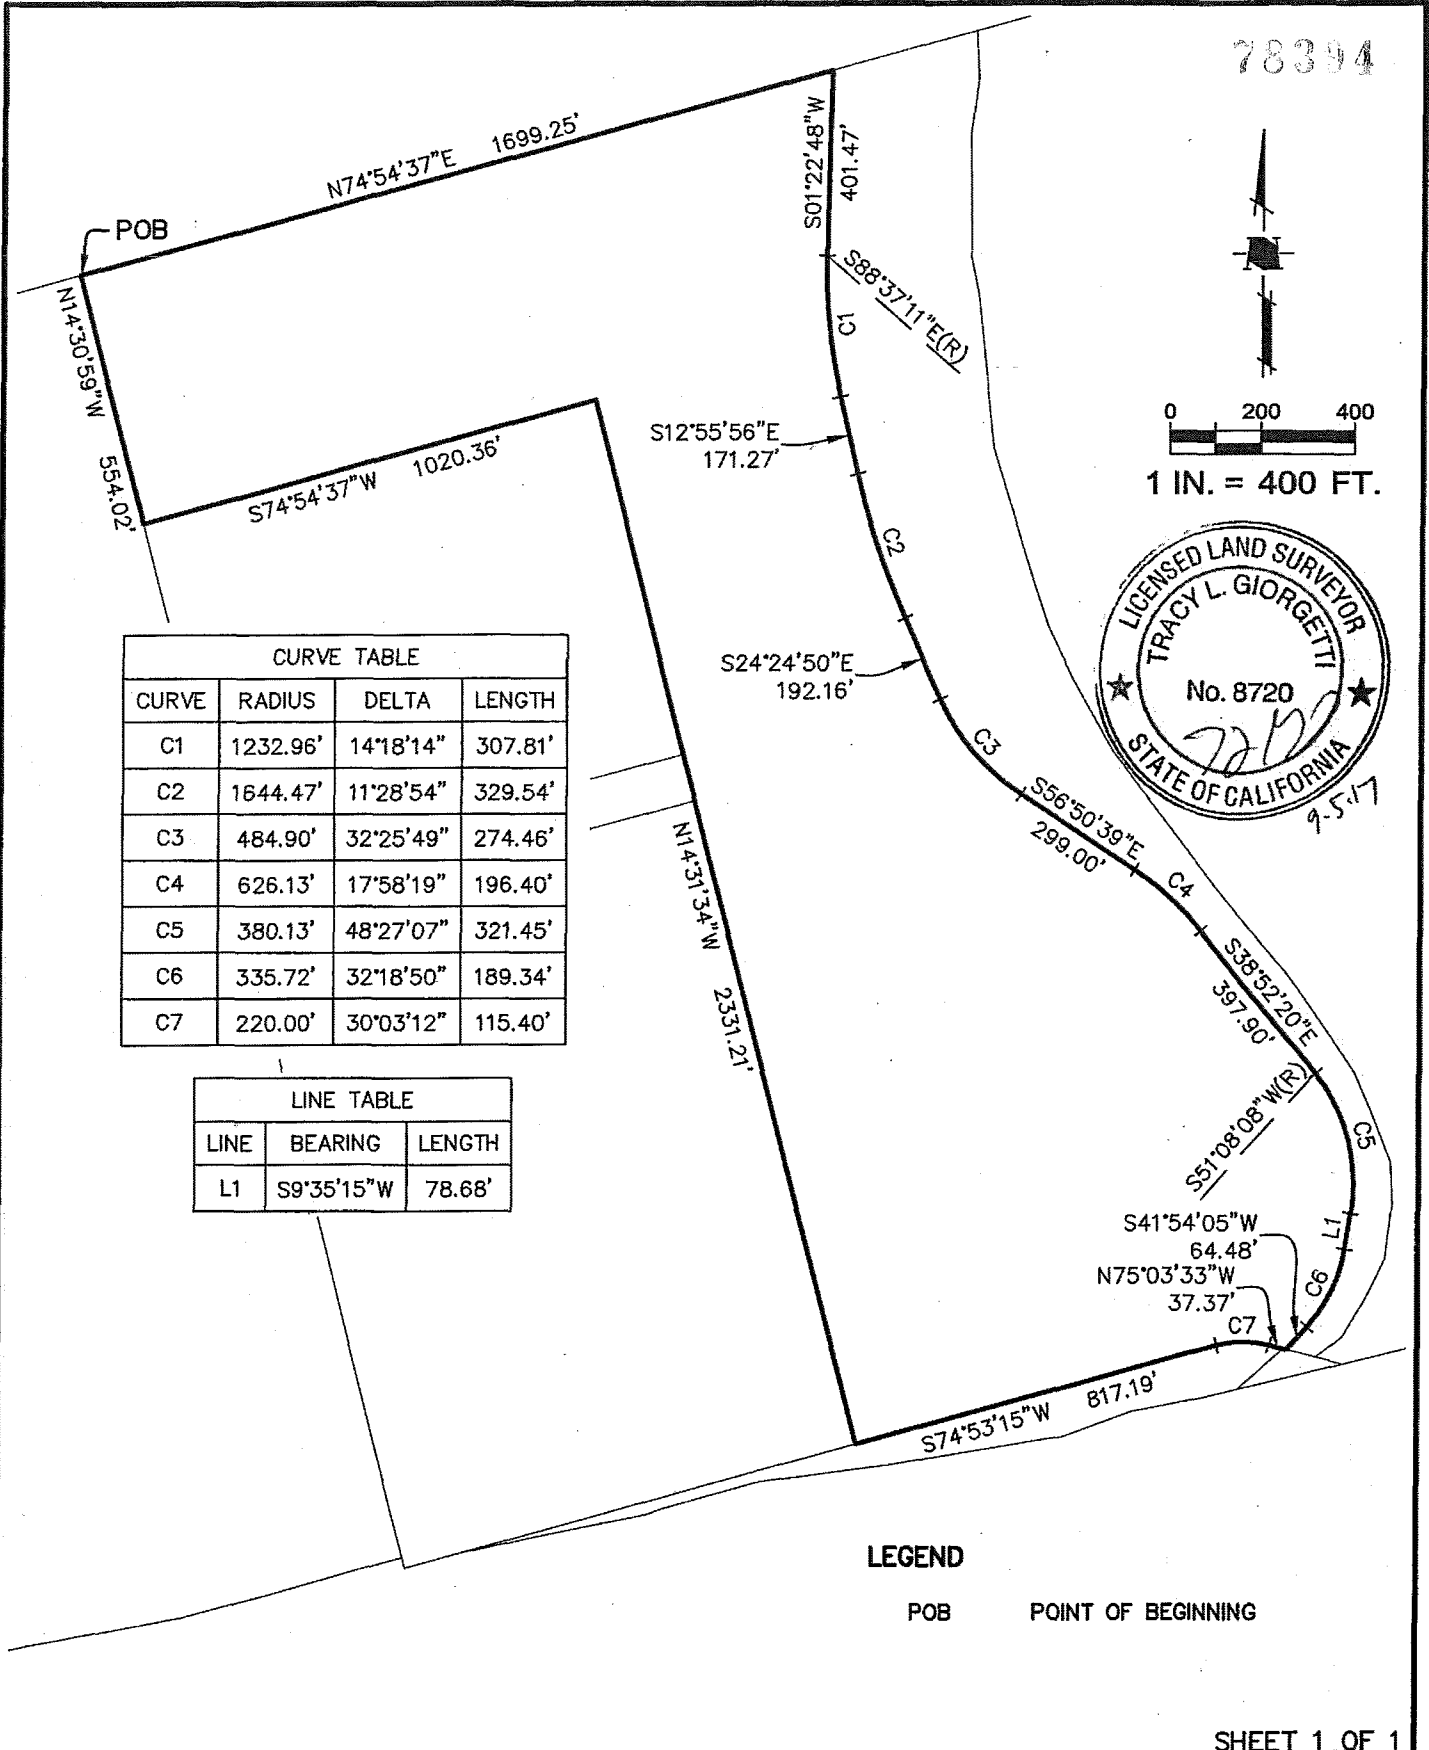 78394
N74°54'37"E 1699.25'
POB
S01°22'48"W
401.47'
S88°37'11"E(R)
N14°30'59"W
554.02'
C1
S74°54'37"W 1020.36'
S12°55'56"E
171.27'
0 200 400
1 IN. = 400 FT.
C2
LICENSED LAND SURVEYOR
TRACY L. GIORGETTI
No. 8720
STATE OF CALIFORNIA
9-5-17
S24°24'50"E
192.16'
C3
S56°50'39"E
299.00'
C4
CURVE TABLE
CURVE RADIUS DELTA LENGTH
C1 1232.96' 14°18'14" 307.81'
C2 1644.47' 11°28'54" 329.54'
C3 484.90' 32°25'49" 274.46'
C4 626.13' 17°58'19" 196.40'
C5 380.13' 48°27'07" 321.45'
C6 335.72' 32°18'50" 189.34'
C7 220.00' 30°03'12" 115.40'
N14°31'34"W
2331.21'
S38°52'20"E
397.90'
S51°08'08"W(R)
C5
LINE TABLE
LINE BEARING LENGTH
L1 S9°35'15"W 78.68'
L1
S41°54'05"W
64.48'
N75°03'33"W
37.37'
C6
C7
S74°53'15"W 817.19'
LEGEND
POB POINT OF BEGINNING
SHEET 1 OF 1